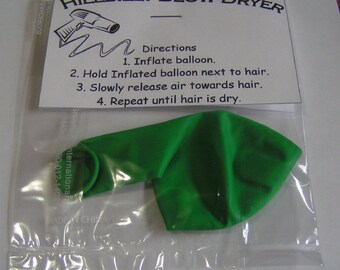 HILLBILLY BLOW DRYER
Directions
1. Inflate balloon.
2. Hold Inflated balloon next to hair.
3. Slowly release air towards hair.
4. Repeat until hair is dry.